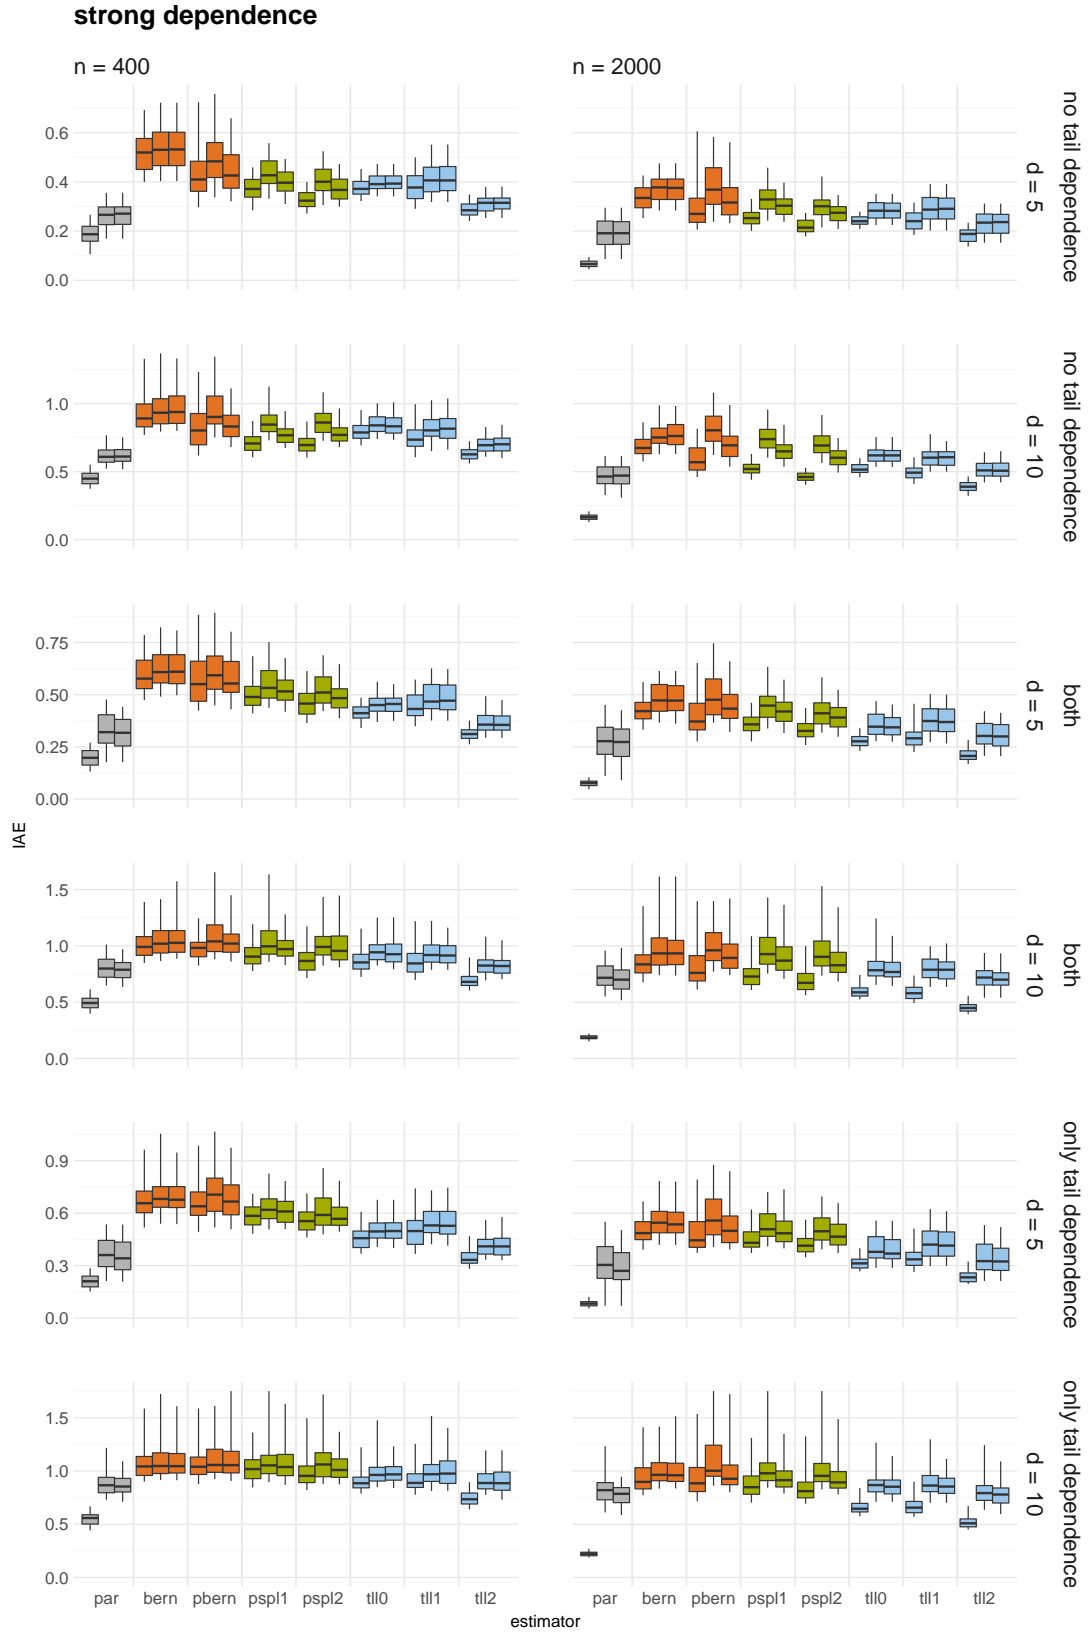 strong dependence
n = 400
n = 2000
0.6
0.4
0.2
0.0
no tail dependence
d = 5
1.0
0.5
0.0
no tail dependence
d = 10
0.75
0.50
0.25
0.00
both
d = 5
IAE
1.5
1.0
0.5
0.0
both
d = 10
0.9
0.6
0.3
0.0
only tail dependence
d = 5
1.5
1.0
0.5
0.0
only tail dependence
d = 10
par bern pbern pspl1 pspl2 tll0 tll1 tll2
par bern pbern pspl1 pspl2 tll0 tll1 tll2
estimator